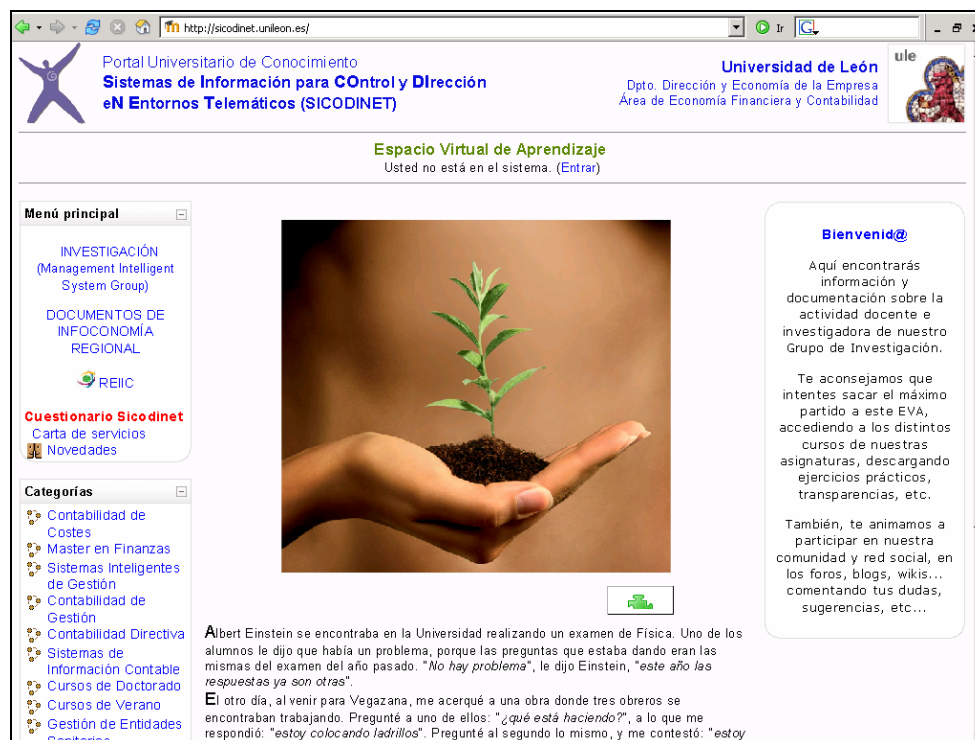 http://sicodinet.unileon.es/
Ir
Portal Universitario de Conocimiento
Sistemas de Información para COntrol y DIrección
eN Entornos Telemáticos (SICODINET)
Universidad de León
Dpto. Dirección y Economía de la Empresa
Área de Economía Financiera y Contabilidad
ule
Espacio Virtual de Aprendizaje
Usted no está en el sistema. (Entrar)
Menú principal
INVESTIGACIÓN
(Management Intelligent
System Group)
DOCUMENTOS DE
INFOCONOMÍA
REGIONAL
REIIC
Cuestionario Sicodinet
Carta de servicios
Novedades
Categorías
Contabilidad de
Costes
Master en Finanzas
Sistemas Inteligentes
de Gestión
Contabilidad de
Gestión
Contabilidad Directiva
Sistemas de
Información Contable
Cursos de Doctorado
Cursos de Verano
Gestión de Entidades
Sanitarias
Albert Einstein se encontraba en la Universidad realizando un examen de Física. Uno de los
alumnos le dijo que había un problema, porque las preguntas que estaba dando eran las
mismas del examen del año pasado. "No hay problema", le dijo Einstein, "este año las
respuestas ya son otras".
El otro día, al venir para Vegazana, me acerqué a una obra donde tres obreros se
encontraban trabajando. Pregunté a uno de ellos: "¿qué está haciendo?", a lo que me
respondió: "estoy colocando ladrillos". Pregunté al segundo lo mismo, y me contestó: "estoy
Bienvenid@
Aquí encontrarás
información y
documentación sobre la
actividad docente e
investigadora de nuestro
Grupo de Investigación.
Te aconsejamos que
intentes sacar el máximo
partido a este EVA,
accediendo a los distintos
cursos de nuestras
asignaturas, descargando
ejercicios prácticos,
transparencias, etc.
También, te animamos a
participar en nuestra
comunidad y red social, en
los foros, blogs, wikis...
comentando tus dudas,
sugerencias, etc...